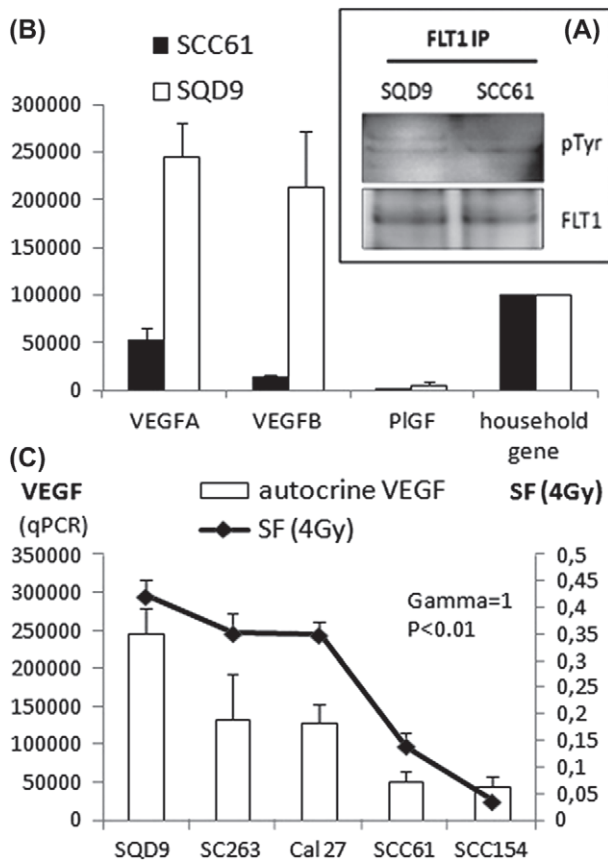 (B)
SCC61
SQD9
300000
250000
200000
150000
100000
50000
0
VEGFA VEGFB PlGF household gene
(A)
FLT1 IP
SQD9 SCC61
pTyr
FLT1
(C)
VEGF
(qPCR)
autocrine VEGF
SF (4Gy)
SF (4Gy)
350000
300000
250000
200000
150000
100000
50000
0
Gamma=1
P<0.01
0,5
0,45
0,4
0,35
0,3
0,25
0,2
0,15
0,1
0,05
0
SQD9 SC263 Cal 27 SCC61 SCC154